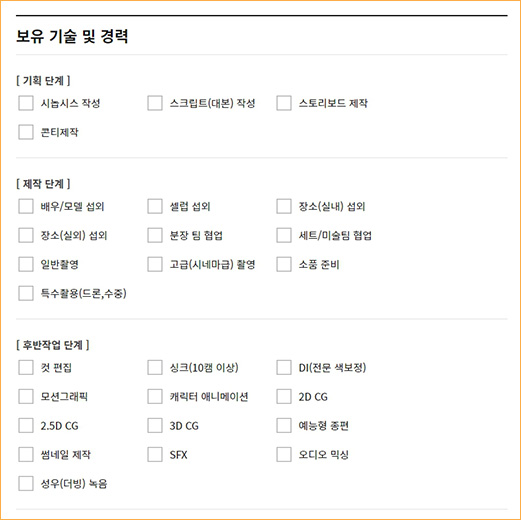 보유 기술 및 경력
[ 기획 단계 ]
시놉시스 작성 스크립트(대본) 작성 스토리보드 제작
콘티제작
[ 제작 단계 ]
배우/모델 섭외 셀럽 섭외 장소(실내) 섭외
장소(실외) 섭외 분장 팀 협업 세트/미술팀 협업
일반촬영 고급(시네마급) 촬영 소품 준비
특수촬용(드론,수중)
[ 후반작업 단계 ]
컷 편집 싱크(10캠 이상) DI(전문 색보정)
모션그래픽 캐릭터 애니메이션 2D CG
2.5D CG 3D CG 예능형 종편
썸네일 제작 SFX 오디오 믹싱
성우(더빙) 녹음